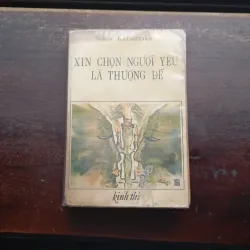 XIN CHỌN NGƯỜI YÊU
LÀ THƯỢNG ĐẾ
kinh thi